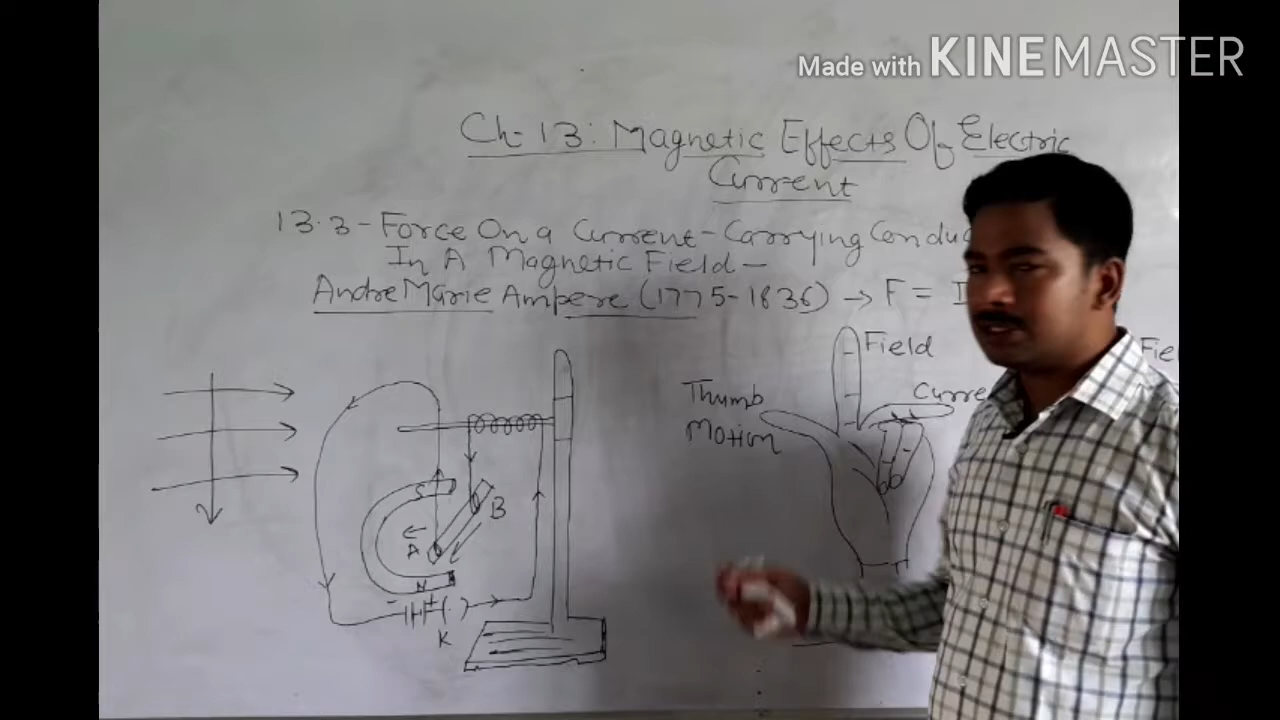 Made with KINEMASTER
Ch-13: Magnetic Effects Of Electric
Current
13.3-Force On a Current-Carrying Conduc
In A Magnetic Field-
Andre Marie Ampere (1775-1836) → F = I
Field
Fie
Curre
Thumb
Motion
S
B
A
N
- +
K